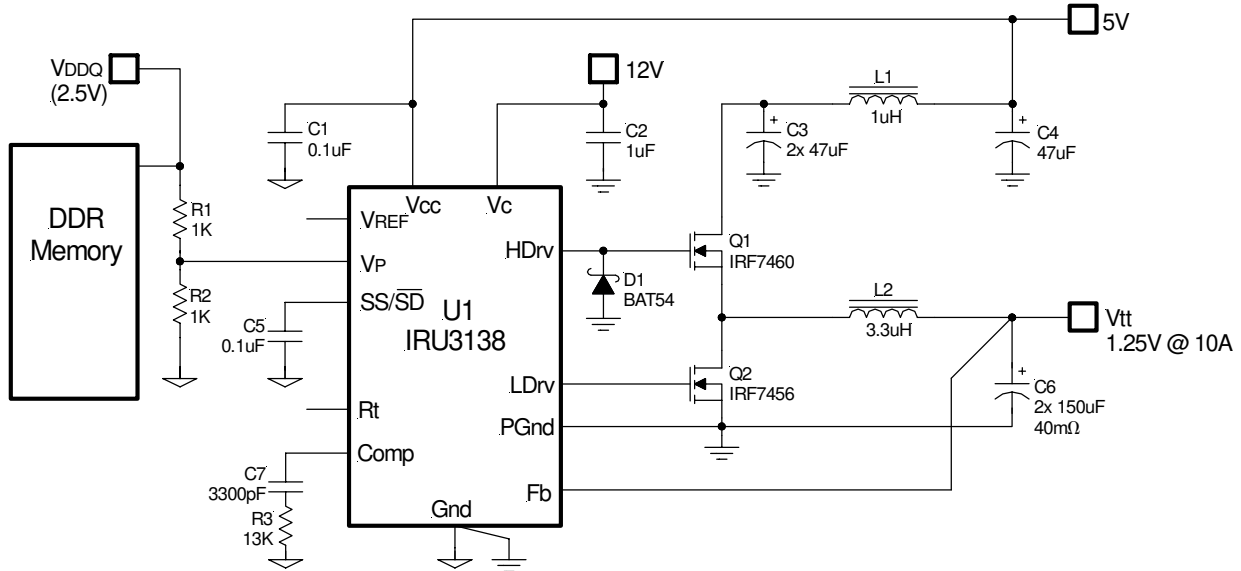 5V
VDDQ
(2.5V)
12V
L1
1uH
C1
0.1uF
C2
1uF
C3
2x 47uF
C4
47uF
DDR
Memory
R1
1K
R2
1K
Vcc
Vc
VREF
VP
SS/SD
U1
IRU3138
HDrv
LDrv
PGnd
Fb
Gnd
Comp
Rt
D1
BAT54
Q1
IRF7460
L2
3.3uH
Vtt
1.25V @ 10A
C5
0.1uF
Q2
IRF7456
C6
2x 150uF
40mΩ
C7
3300pF
R3
13K
+
+
+